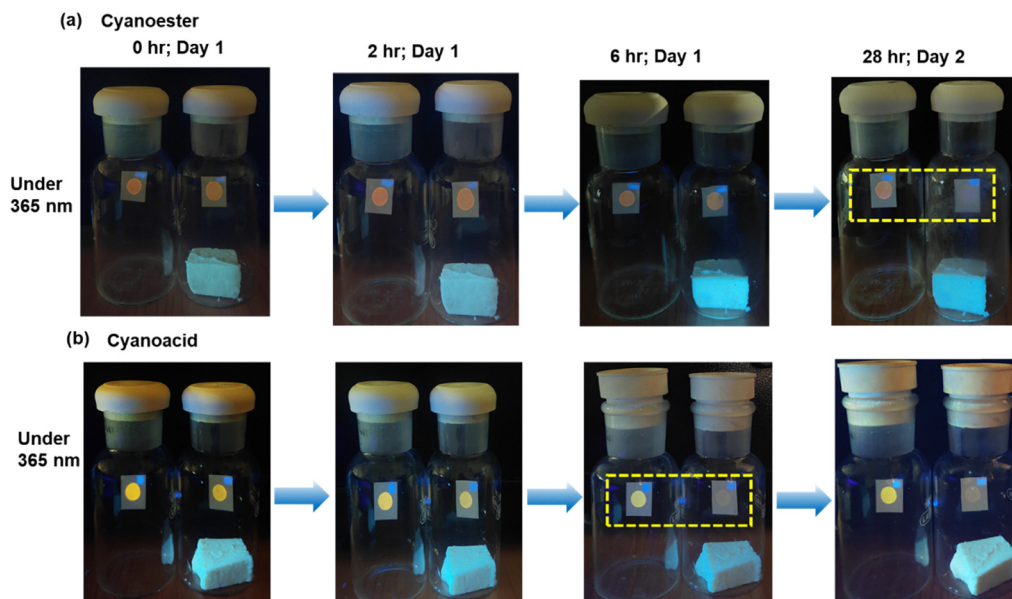 (a) Cyanoester
0 hr; Day 1
2 hr; Day 1
6 hr; Day 1
28 hr; Day 2
Under
365 nm
(b) Cyanoacid
Under
365 nm